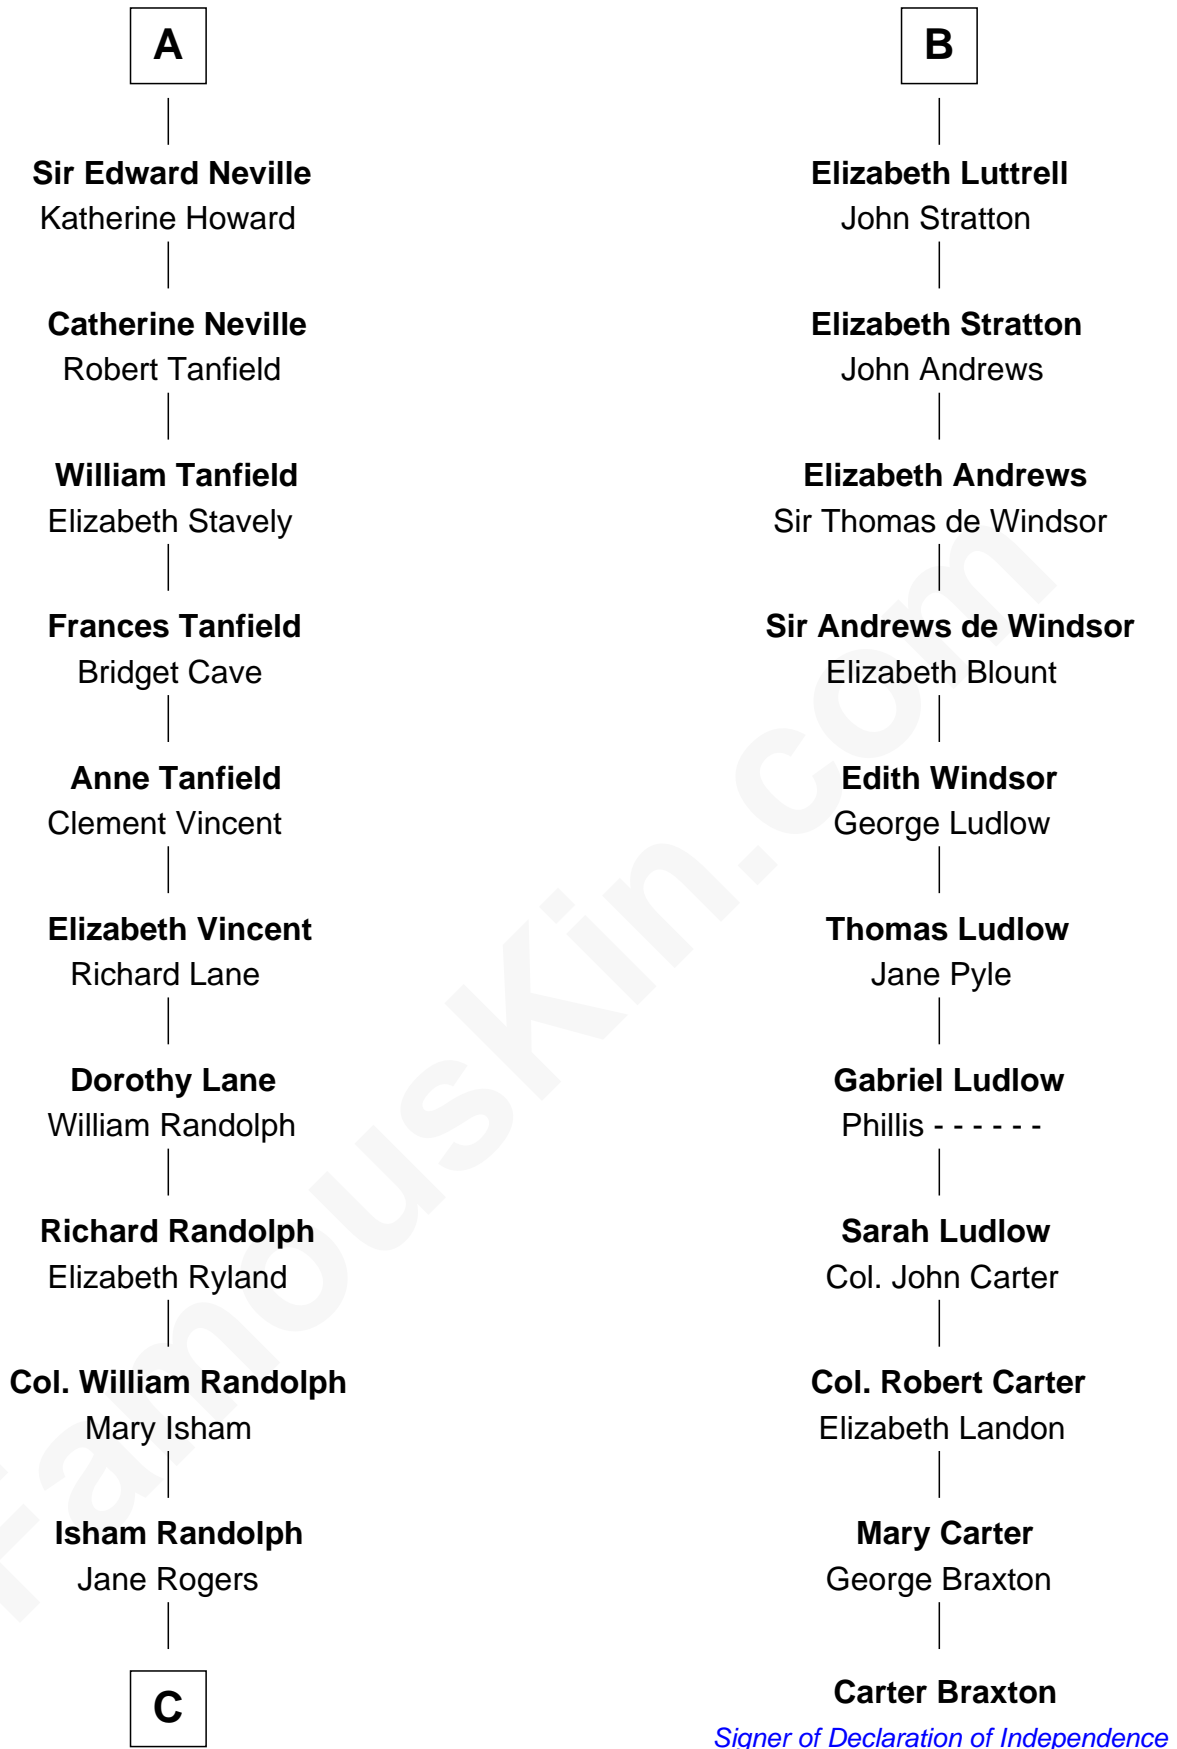 A
Sir Edward Neville
Katherine Howard
Catherine Neville
Robert Tanfield
William Tanfield
Elizabeth Stavely
Frances Tanfield
Bridget Cave
Anne Tanfield
Clement Vincent
Elizabeth Vincent
Richard Lane
Dorothy Lane
William Randolph
Richard Randolph
Elizabeth Ryland
Col. William Randolph
Mary Isham
Isham Randolph
Jane Rogers
C
B
Elizabeth Luttrell
John Stratton
Elizabeth Stratton
John Andrews
Elizabeth Andrews
Sir Thomas de Windsor
Sir Andrews de Windsor
Elizabeth Blount
Edith Windsor
George Ludlow
Thomas Ludlow
Jane Pyle
Gabriel Ludlow
Phillis - - - - - -
Sarah Ludlow
Col. John Carter
Col. Robert Carter
Elizabeth Landon
Mary Carter
George Braxton
Carter Braxton
Signer of Declaration of Independence
FamousKin.com